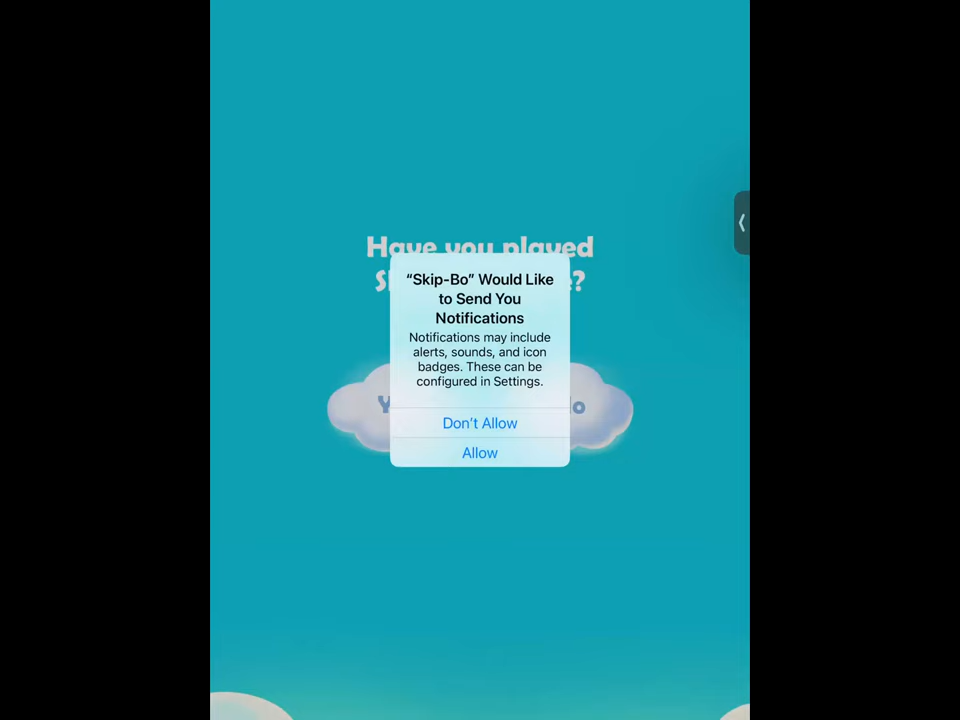 Have you played
“Skip-Bo” Would Like
to Send You
Notifications
Notifications may include
alerts, sounds, and icon
badges. These can be
configured in Settings.
Don’t Allow
Allow